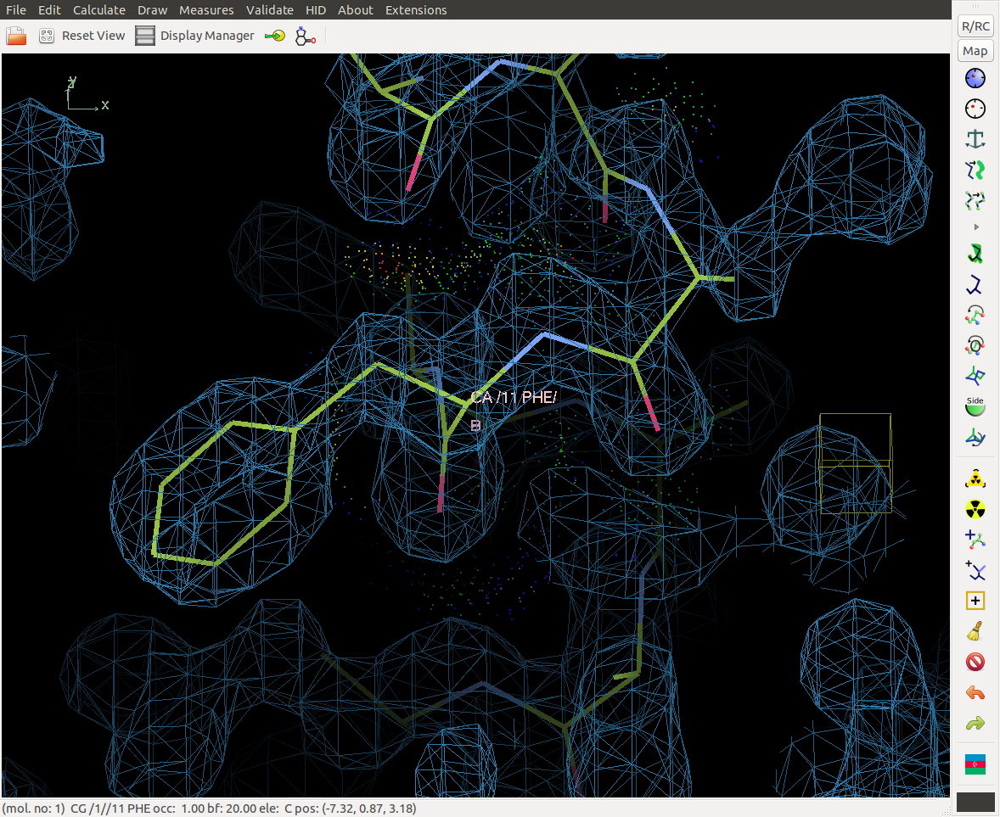 File Edit Calculate Draw Measures Validate HID About Extensions
Reset View Display Manager
R/RC
Map
y
x
CA /11 PHE/
Side
(mol. no: 1) CG /1//11 PHE occ: 1.00 bf: 20.00 ele: C pos: (-7.32, 0.87, 3.18)